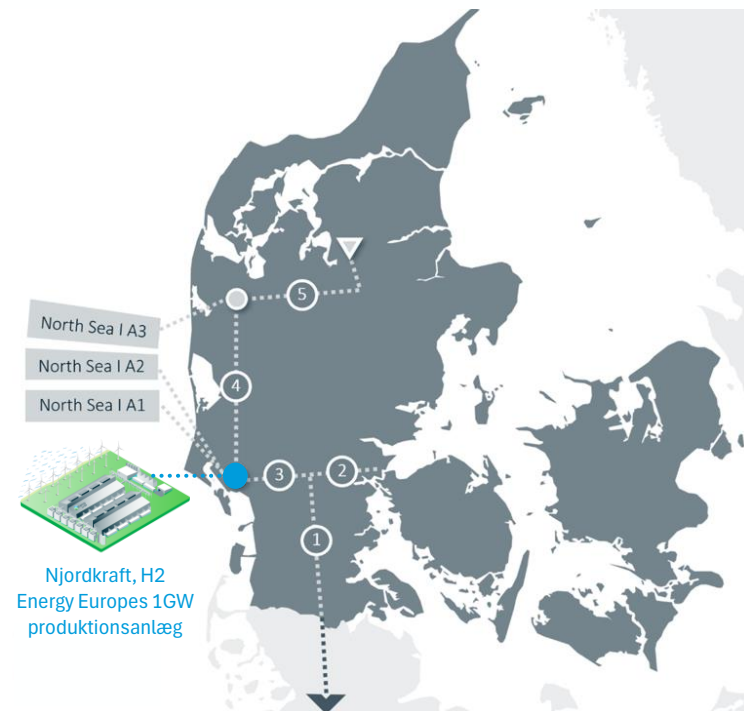 5
North Sea I A3
North Sea I A2
4
North Sea I A1
3
2
1
Njordkraft, H2
Energy Europes 1GW
produktionsanlæg